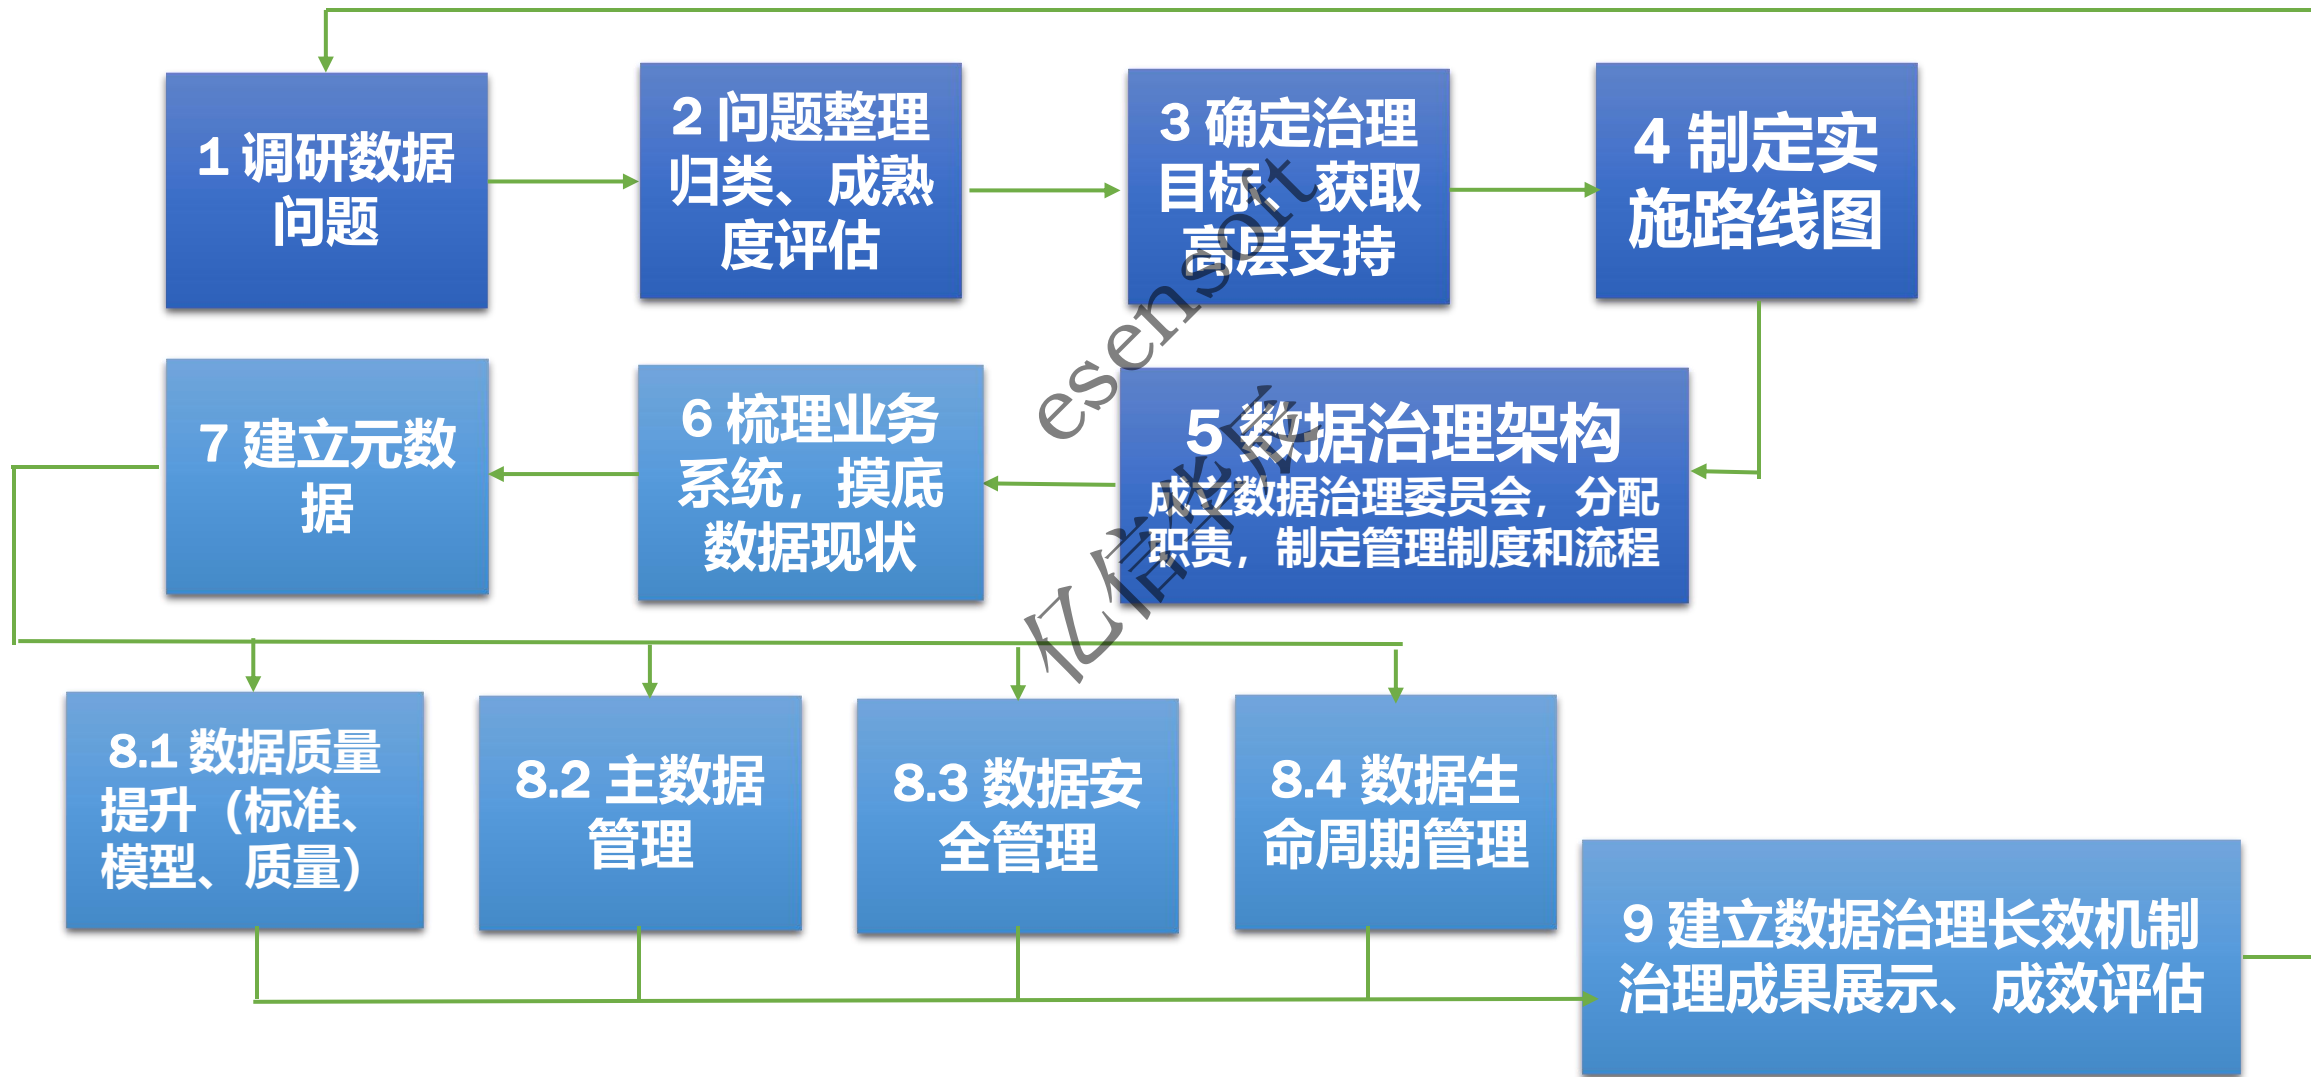 1 调研数据
问题
2 问题整理
归类、成熟
度评估
3 确定治理
目标、获取
高层支持
4 制定实
施路线图
7 建立元数
据
6 梳理业务
系统，摸底
数据现状
5 数据治理架构
成立数据治理委员会，分配
职责，制定管理制度和流程
esensoft
亿信华辰
8.1 数据质量
提升（标准、
模型、质量）
8.2 主数据
管理
8.3 数据安
全管理
8.4 数据生
命周期管理
9 建立数据治理长效机制
治理成果展示、成效评估